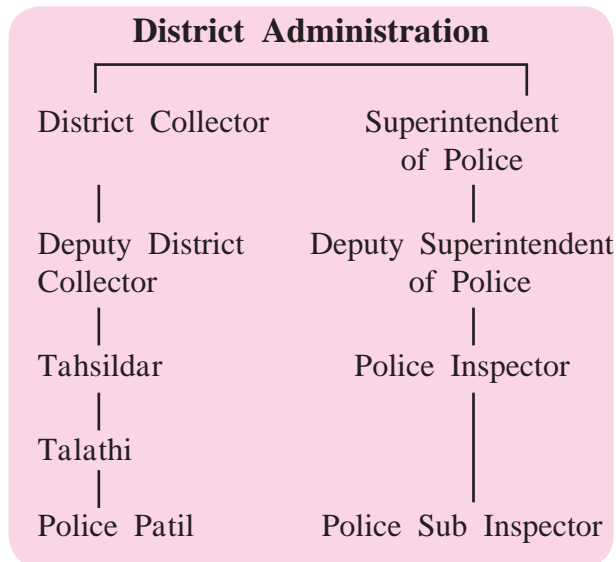 District Administration
District Collector
Superintendent
of Police
Deputy District
Collector
Deputy Superintendent
of Police
Tahsildar
Police Inspector
Talathi
Police Patil
Police Sub Inspector